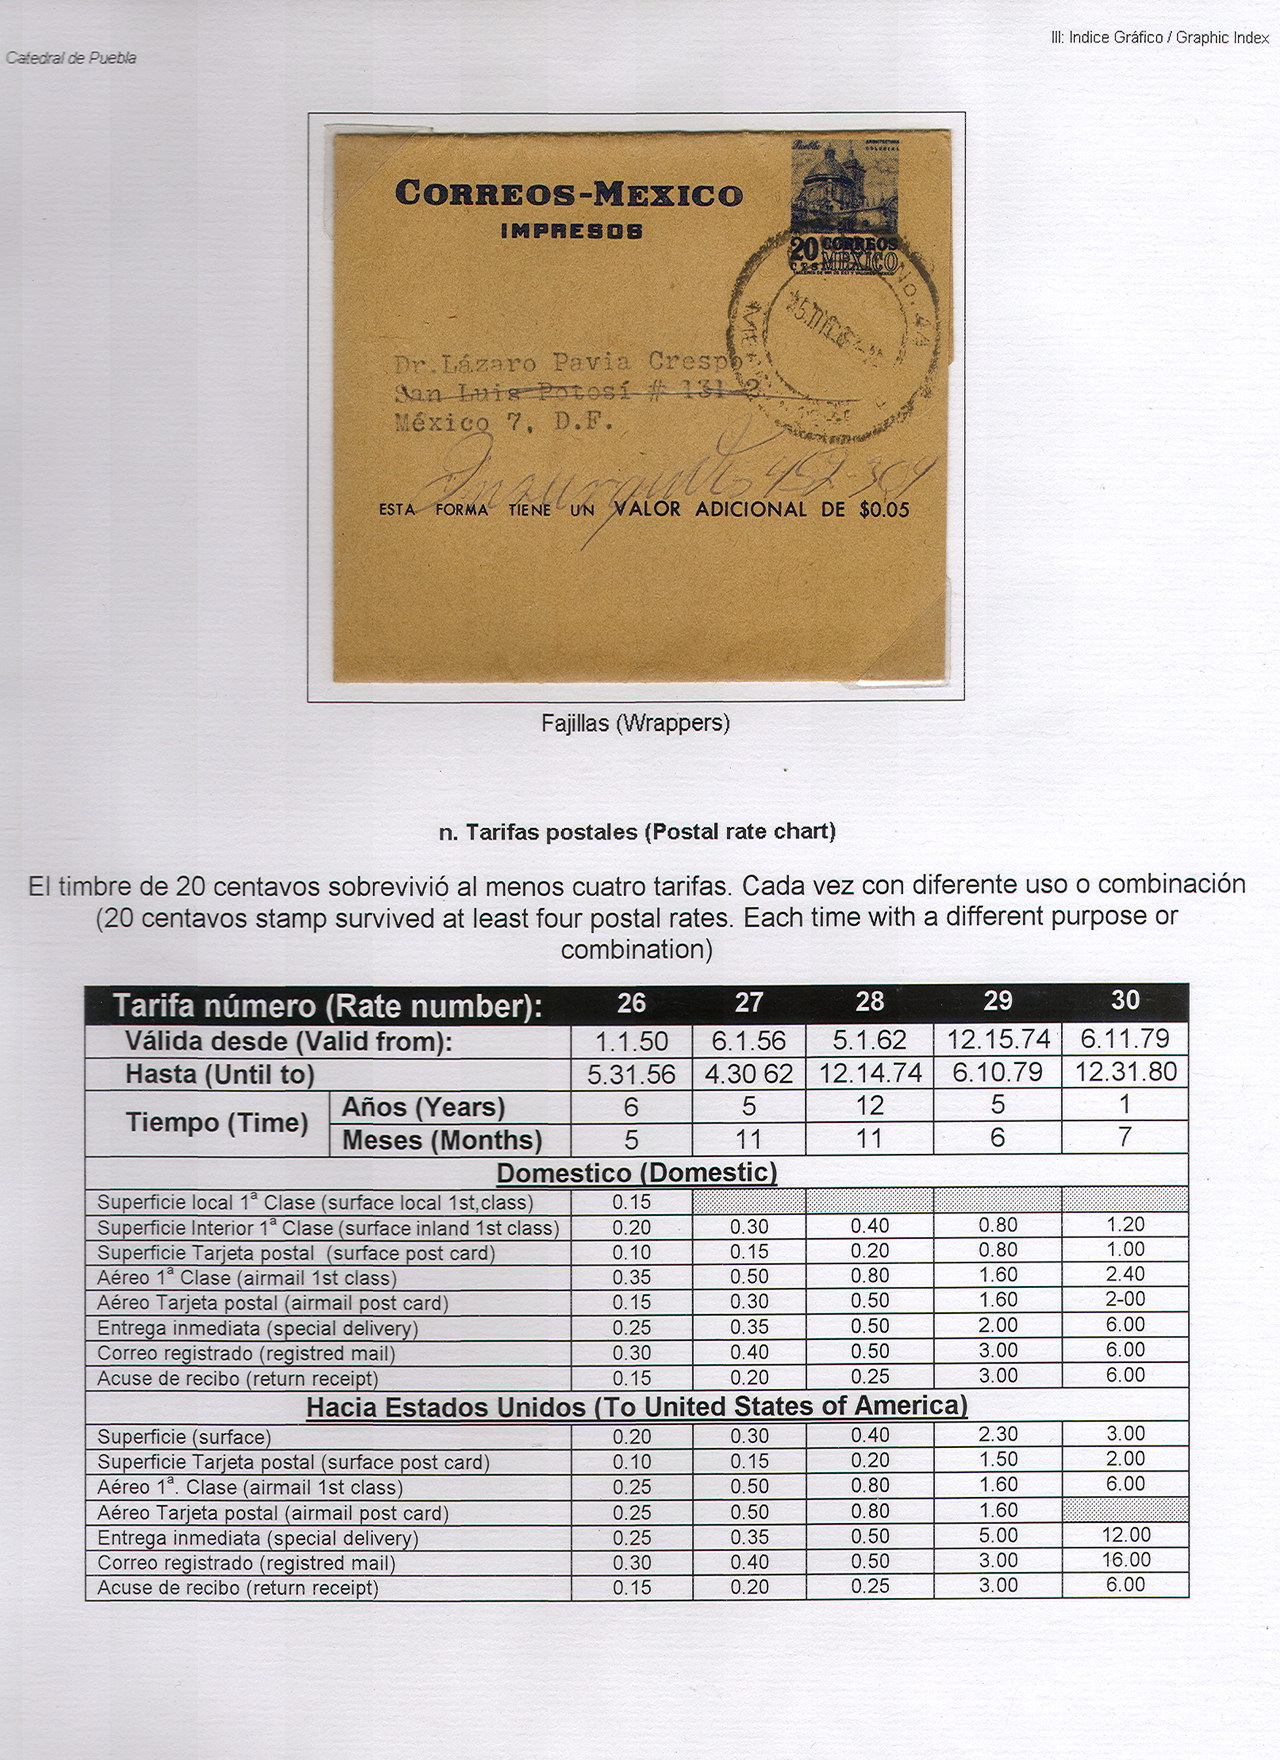 III: Indice Gráfico / Graphic Index
Catedral de Puebla
Puebla ARQUITECTURA COLONIAL
CORREOS-MEXICO
IMPRESOS
20 CORREOS
CTS MEXICO
NO. 44
Dr.Lázaro Pavia Crespo
San Luis Potosí # 131-2
México 7, D.F.
Insurgentes 452-304
ESTA FORMA TIENE UN VALOR ADICIONAL DE $0.05
Fajillas (Wrappers)
n. Tarifas postales (Postal rate chart)
El timbre de 20 centavos sobrevivió al menos cuatro tarifas. Cada vez con diferente uso o combinación
(20 centavos stamp survived at least four postal rates. Each time with a different purpose or
combination)
Tarifa número (Rate number): 26 27 28 29 30
Válida desde (Valid from): 1.1.50 6.1.56 5.1.62 12.15.74 6.11.79
Hasta (Until to) 5.31.56 4.30 62 12.14.74 6.10.79 12.31.80
Tiempo (Time) Años (Years) 6 5 12 5 1
Meses (Months) 5 11 11 6 7
Domestico (Domestic)
Superficie local 1ª Clase (surface local 1st,class) 0.15
Superficie Interior 1ª Clase (surface inland 1st class) 0.20 0.30 0.40 0.80 1.20
Superficie Tarjeta postal (surface post card) 0.10 0.15 0.20 0.80 1.00
Aéreo 1ª Clase (airmail 1st class) 0.35 0.50 0.80 1.60 2.40
Aéreo Tarjeta postal (airmail post card) 0.15 0.30 0.50 1.60 2-00
Entrega inmediata (special delivery) 0.25 0.35 0.50 2.00 6.00
Correo registrado (registred mail) 0.30 0.40 0.50 3.00 6.00
Acuse de recibo (return receipt) 0.15 0.20 0.25 3.00 6.00
Hacia Estados Unidos (To United States of America)
Superficie (surface) 0.20 0.30 0.40 2.30 3.00
Superficie Tarjeta postal (surface post card) 0.10 0.15 0.20 1.50 2.00
Aéreo 1ª. Clase (airmail 1st class) 0.25 0.50 0.80 1.60 6.00
Aéreo Tarjeta postal (airmail post card) 0.25 0.50 0.80 1.60
Entrega inmediata (special delivery) 0.25 0.35 0.50 5.00 12.00
Correo registrado (registred mail) 0.30 0.40 0.50 3.00 16.00
Acuse de recibo (return receipt) 0.15 0.20 0.25 3.00 6.00